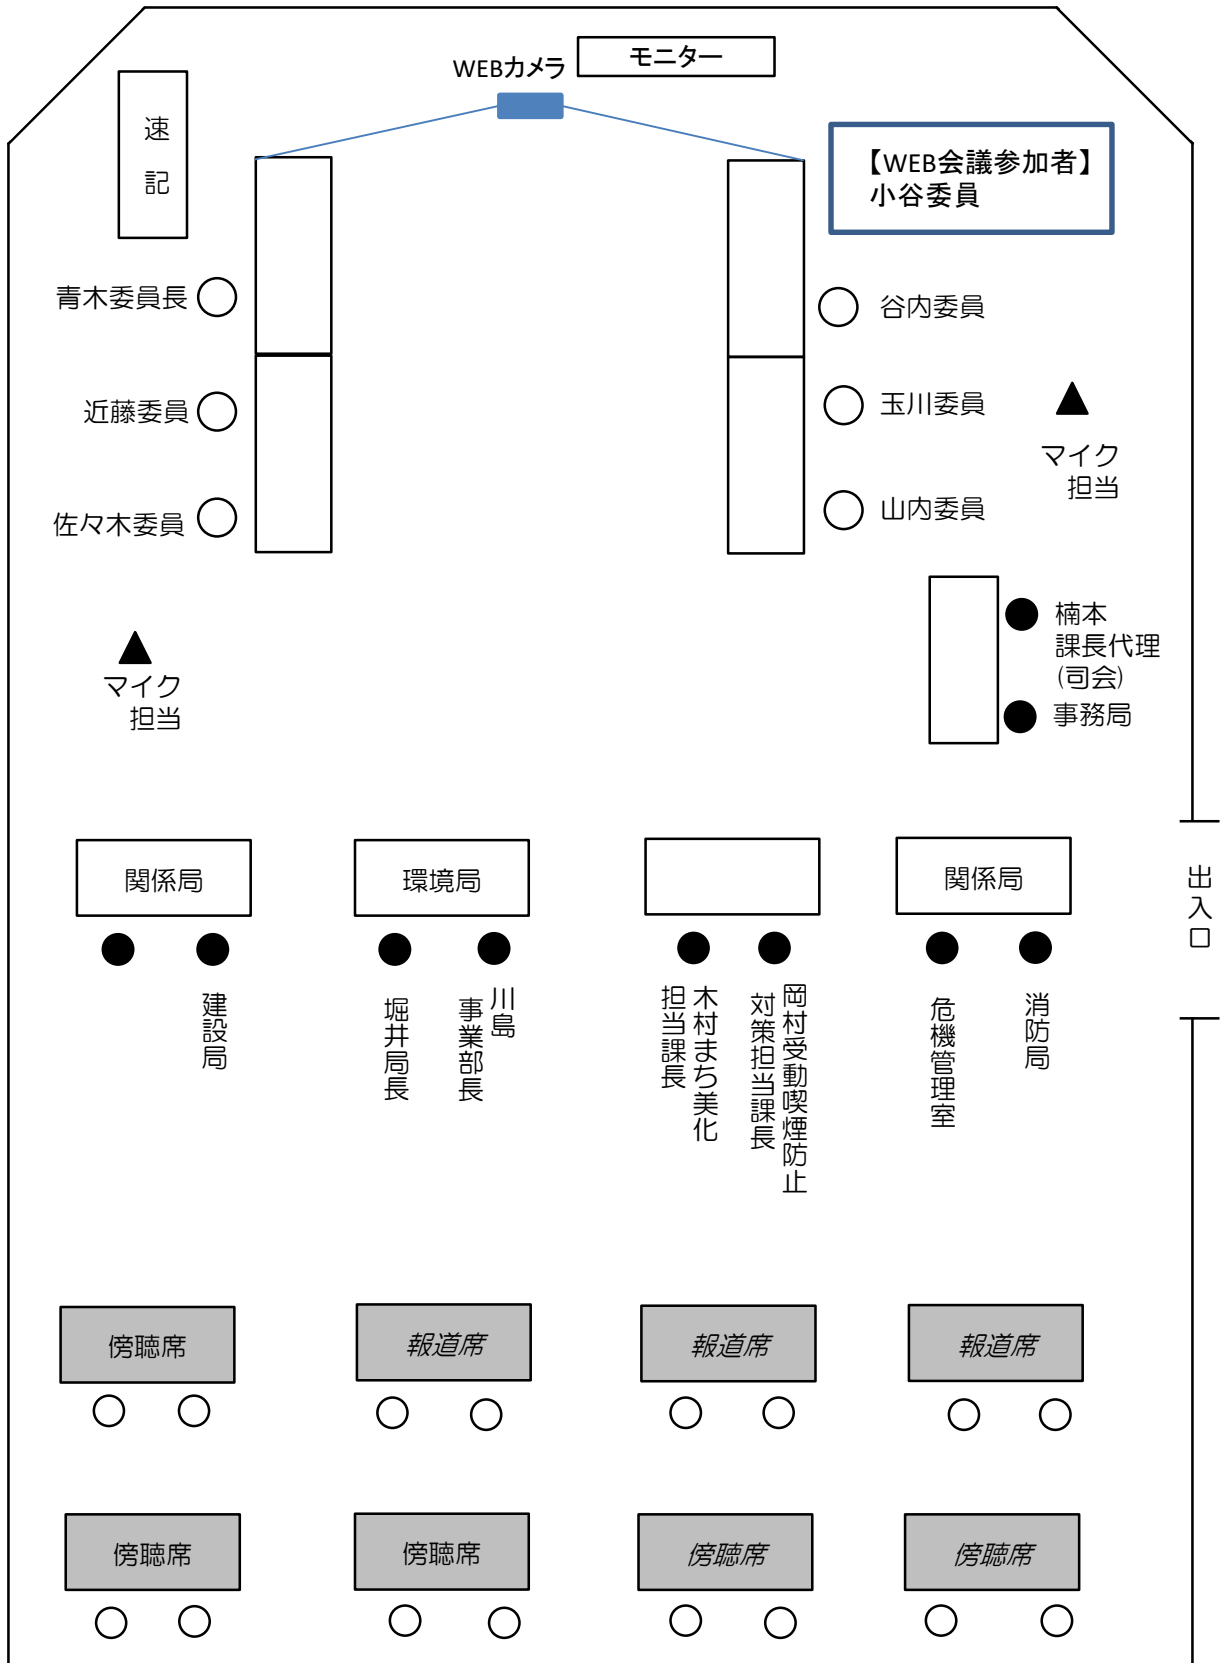 モニター
WEBカメラ
速記
【WEB会議参加者】
小谷委員
青木委員長
谷内委員
近藤委員
玉川委員
佐々木委員
山内委員
マイク
担当
楠本
課長代理
(司会)
事務局
マイク
担当
関係局
環境局
関係局
出入口
建設局
堀井局長
川島
事業部長
木村まち美化
担当課長
岡村受動喫煙防止
対策担当課長
危機管理室
消防局
傍聴席
報道席
報道席
報道席
傍聴席
傍聴席
傍聴席
傍聴席